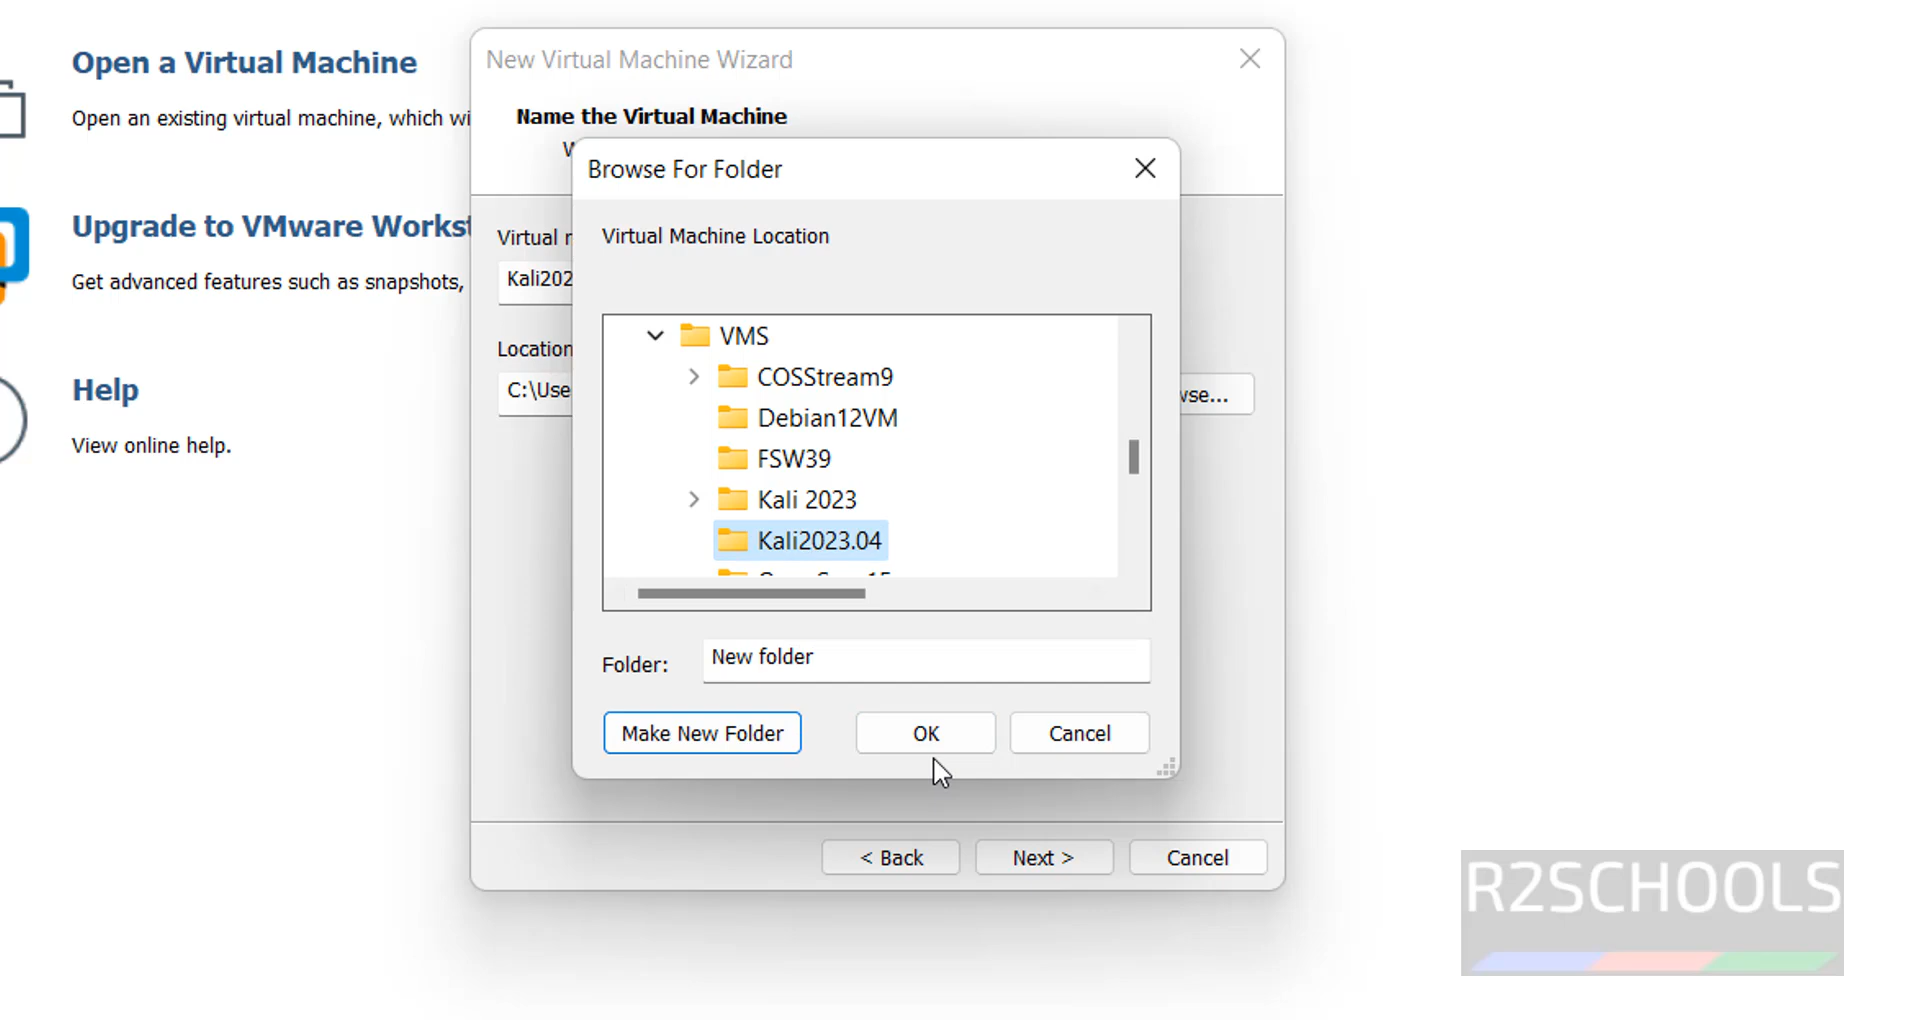 Open a Virtual Machine
Open an existing virtual machine, which wi
Upgrade to VMware Workst
Get advanced features such as snapshots,
Help
View online help.
New Virtual Machine Wizard
Name the Virtual Machine
Virtual
Kali202
Location
C:\Use
wse...
Browse For Folder
Virtual Machine Location
VMS
COSStream9
Debian12VM
FSW39
Kali 2023
Kali2023.04
Folder:
New folder
Make New Folder
OK
Cancel
< Back
Next >
Cancel
R2SCHOOLS